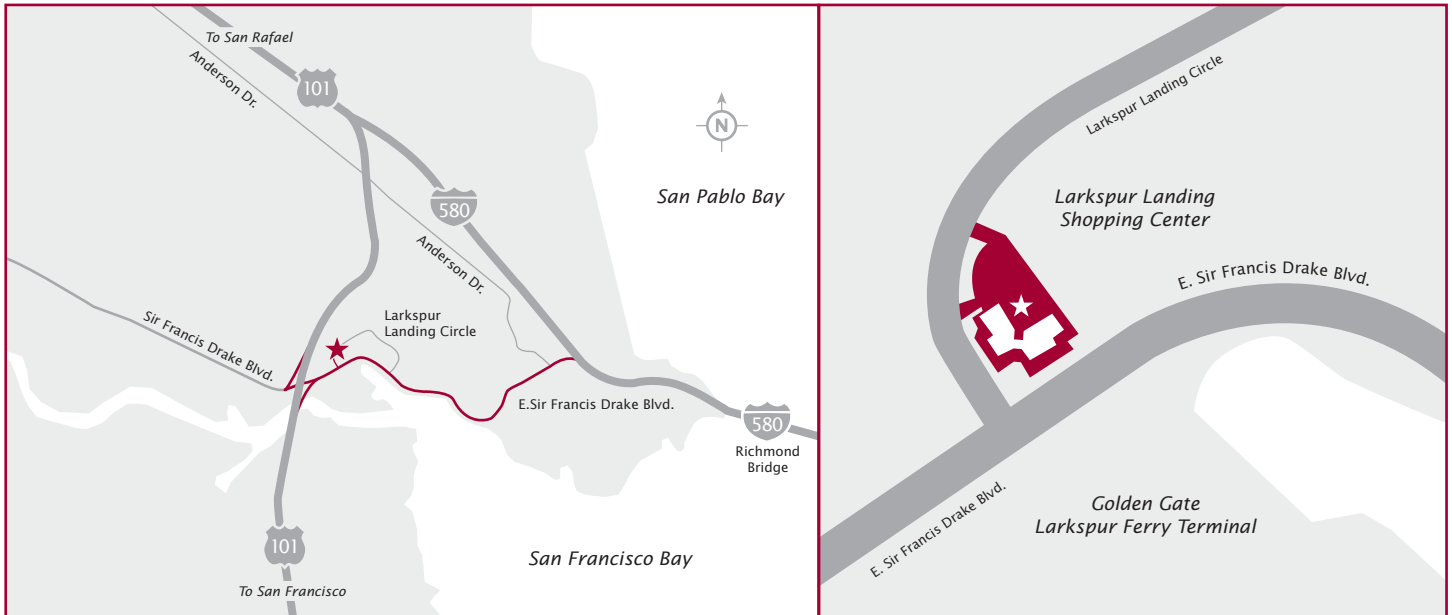 To San Rafael
Anderson Dr.
101
N
San Pablo Bay
580
Anderson Dr.
Larkspur
Landing Circle
Sir Francis Drake Blvd.
E.Sir Francis Drake Blvd.
580
Richmond
Bridge
101
San Francisco Bay
To San Francisco
Larkspur Landing Circle
Larkspur Landing
Shopping Center
E. Sir Francis Drake Blvd.
E. Sir Francis Drake Blvd.
Golden Gate
Larkspur Ferry Terminal